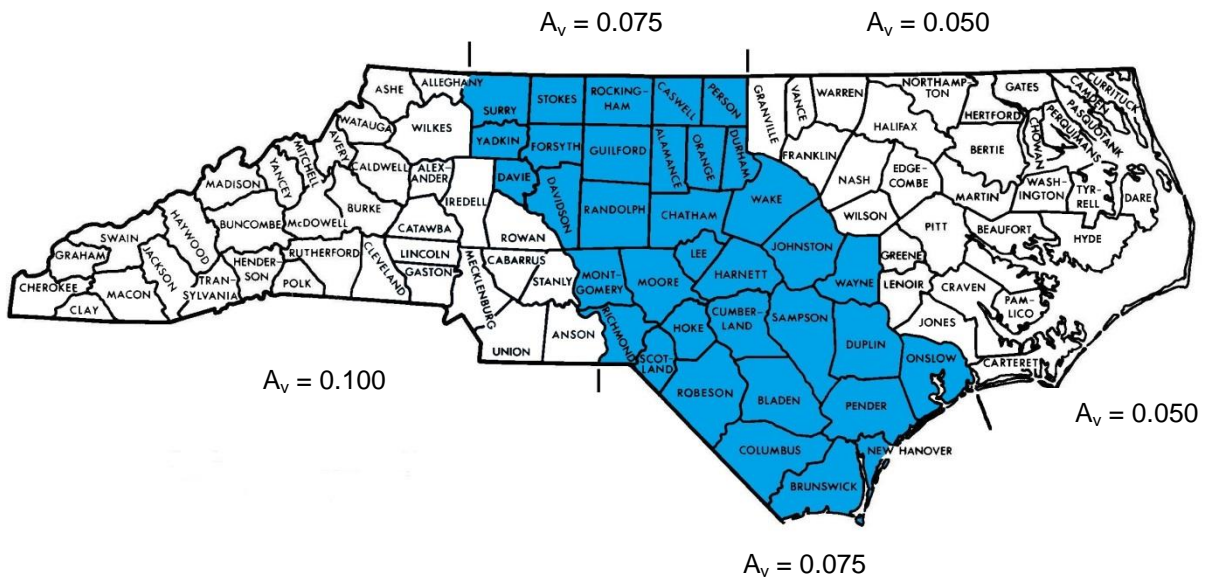 Aᵥ = 0.075
Aᵥ = 0.050
ASHE
ALLEGHANY
SURRY
STOKES
ROCKING-
HAM
CASWELL
PERSON
GRANVILLE
VANCE
WARREN
NORTHAMP-
TON
GATES
CURRITUCK
CAMDEN
PASQUOTANK
PERQUIMANS
CHOWAN
HERTFORD
HALIFAX
BERTIE
WATAUGA
WILKES
YADKIN
FORSYTH
GUILFORD
ALAMANCE
ORANGE
DURHAM
FRANKLIN
NASH
EDGE-
COMBE
MARTIN
WASH-
INGTON
TYR-
RELL
DARE
MADISON
YANCEY
MITCHELL
AVERY
CALDWELL
ALEX-
ANDER
IREDELL
DAVIE
DAVIDSON
RANDOLPH
CHATHAM
WAKE
WILSON
PITT
BEAUFORT
HYDE
HAYWOOD
BUNCOMBE
McDOWELL
BURKE
CATAWBA
ROWAN
LEE
JOHNSTON
WAYNE
GREENE
SWAIN
GRAHAM
JACKSON
HENDER-
SON
RUTHERFORD
CLEVELAND
LINCOLN
GASTON
MECKLENBURG
CABARRUS
STANLY
MONT-
GOMERY
MOORE
HARNETT
LENOIR
CRAVEN
PAM-
LICO
CHEROKEE
CLAY
MACON
TRAN-
SYLVANIA
POLK
UNION
ANSON
RICHMOND
SCOT-
LAND
HOKE
CUMBER-
LAND
SAMPSON
DUPLIN
JONES
ONSLOW
CARTERET
ROBESON
BLADEN
PENDER
COLUMBUS
NEW HANOVER
BRUNSWICK
Aᵥ = 0.100
Aᵥ = 0.050
Aᵥ = 0.075